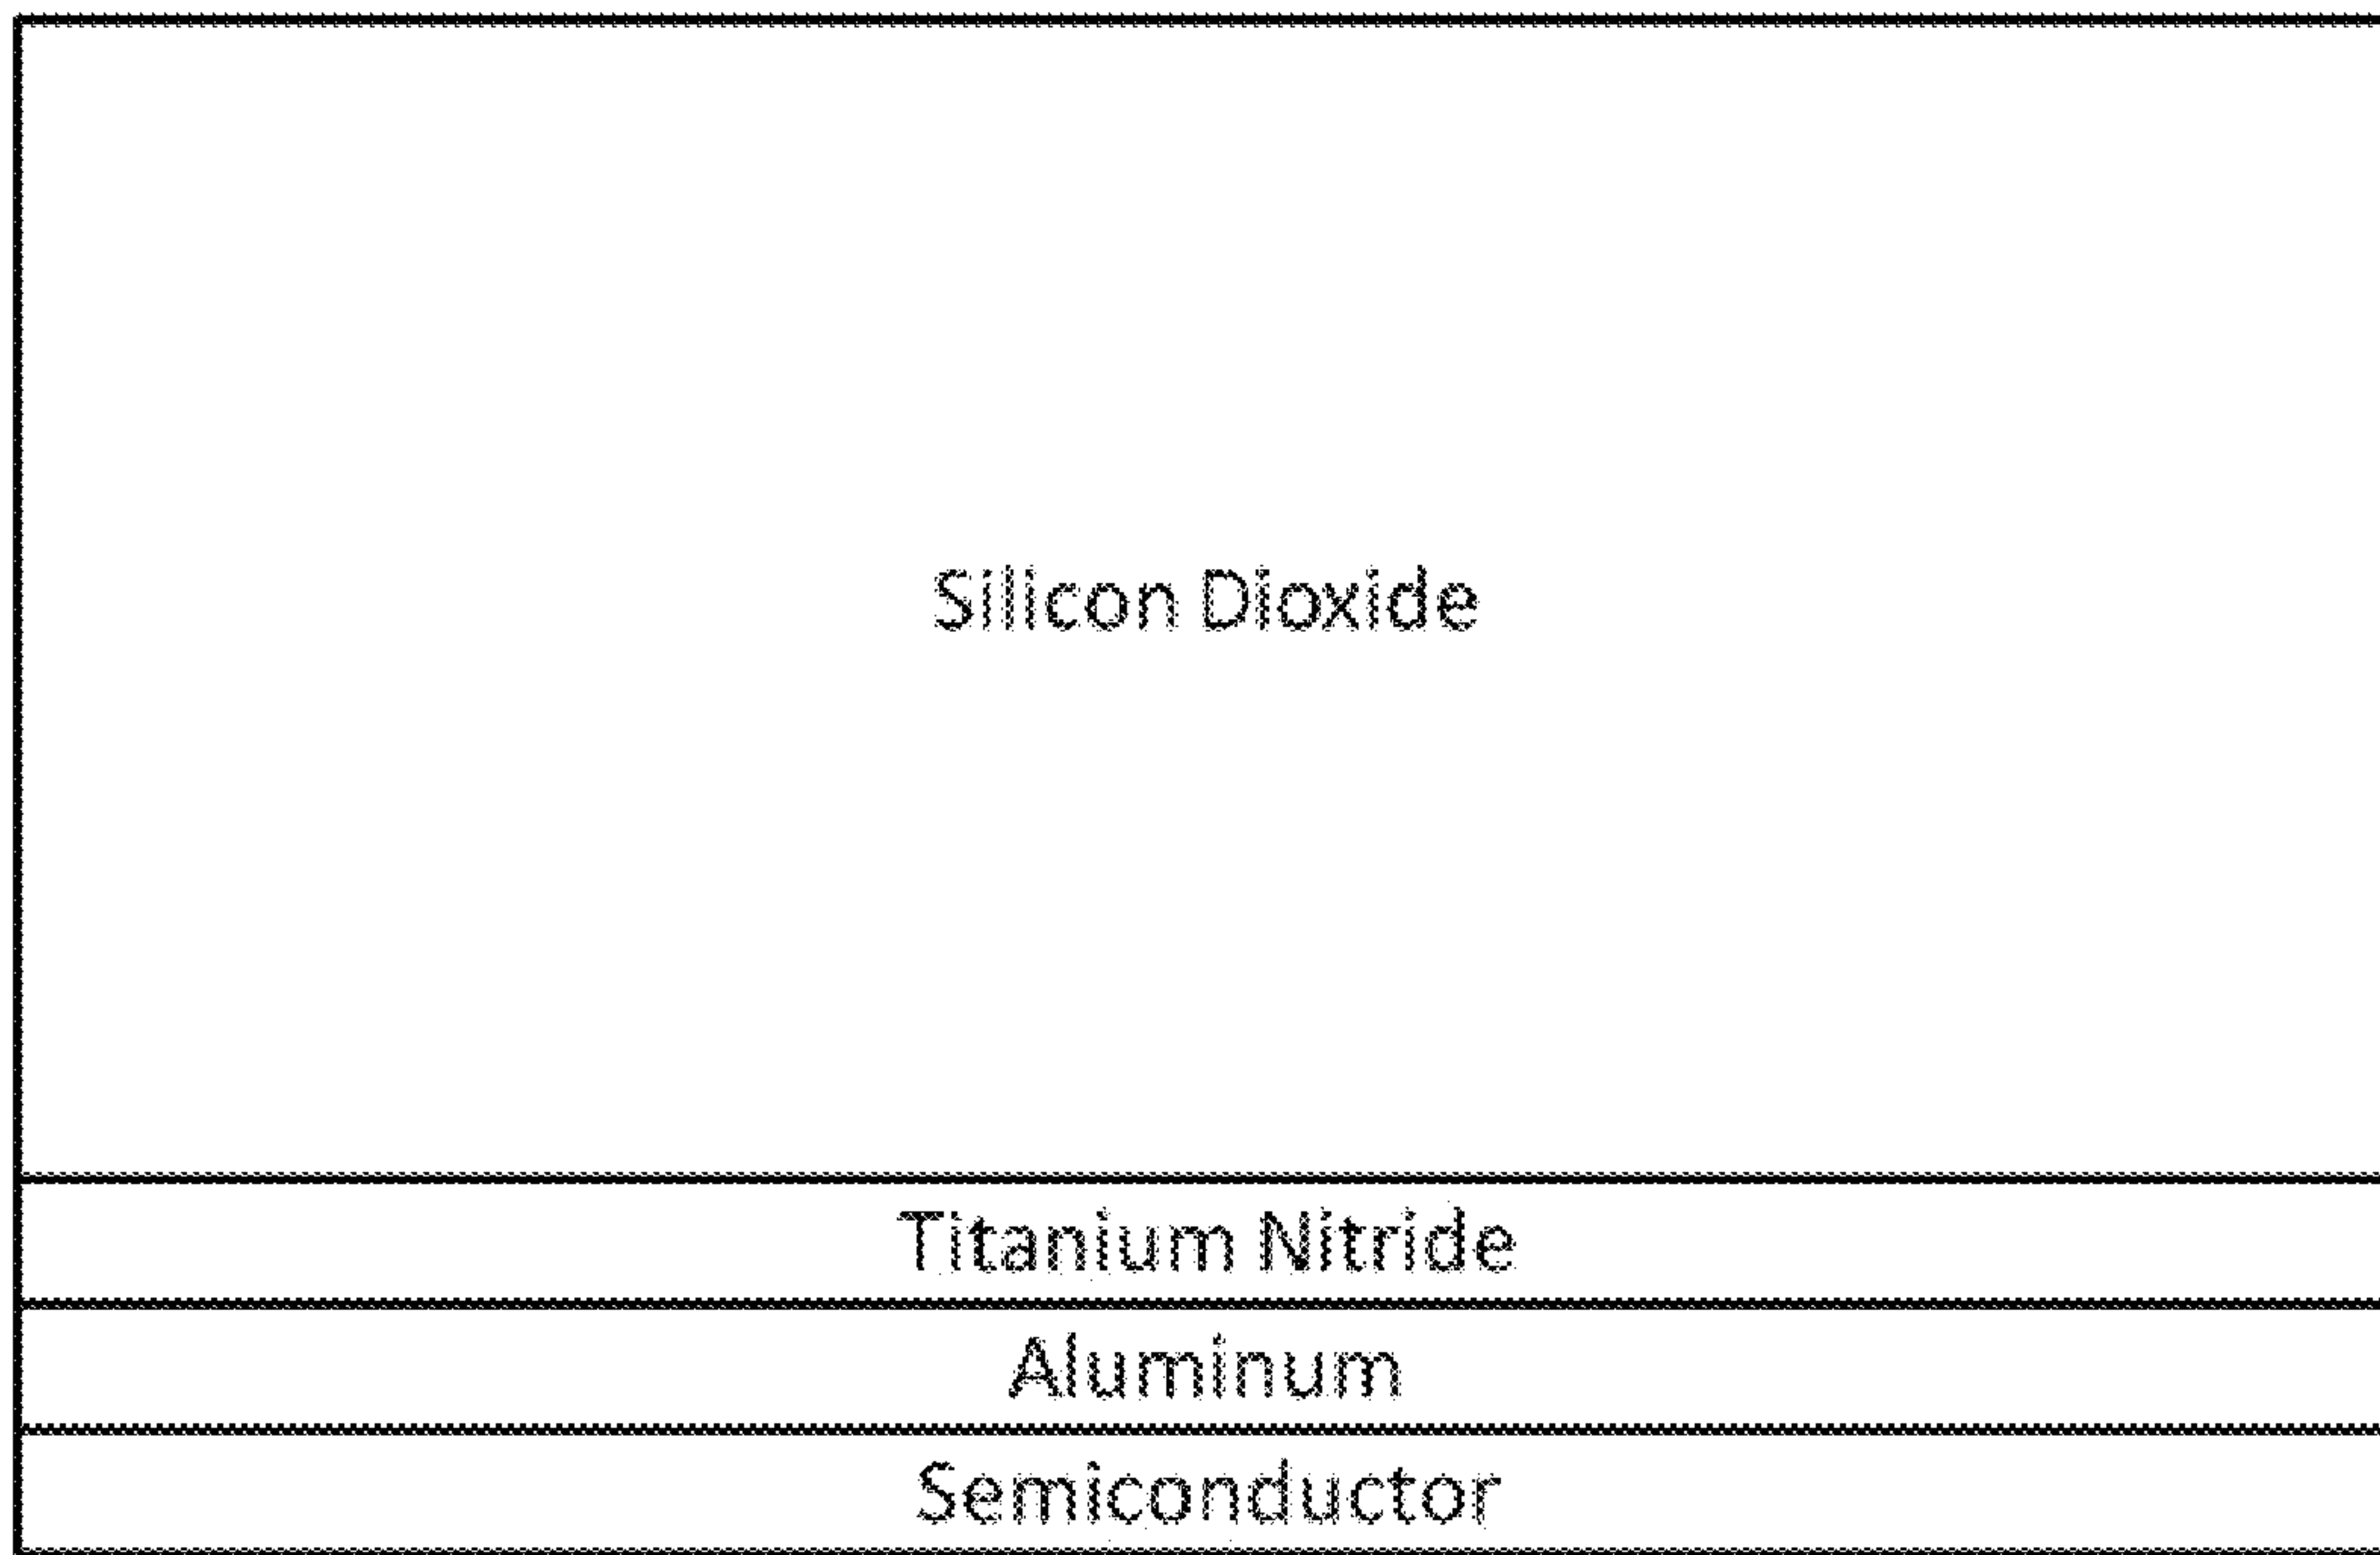 Silicon Dioxide
Titanium Nitride
Aluminum
Semiconductor